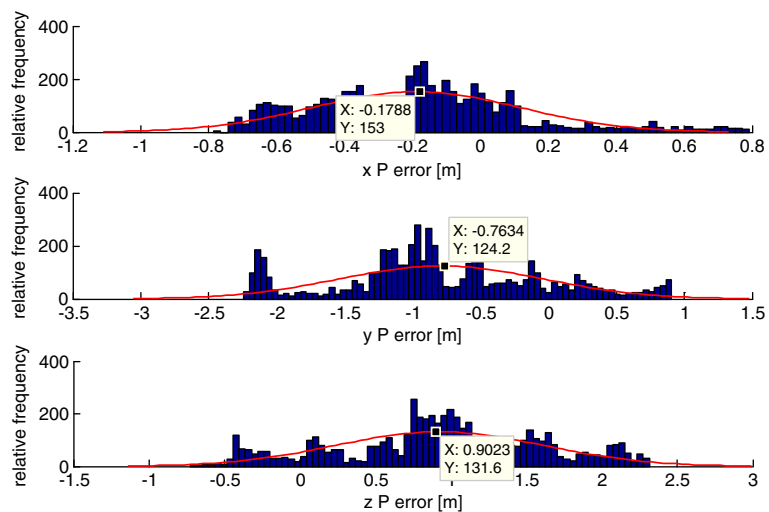 relative frequency
400
200
0
X: -0.1788
Y: 153
-1.2 -1 -0.8 -0.6 -0.4 -0.2 0 0.2 0.4 0.6 0.8
x P error [m]
relative frequency
400
200
0
X: -0.7634
Y: 124.2
-3.5 -3 -2.5 -2 -1.5 -1 -0.5 0 0.5 1 1.5
y P error [m]
relative frequency
400
200
0
X: 0.9023
Y: 131.6
-1.5 -1 -0.5 0 0.5 1.5 2 2.5 3
z P error [m]